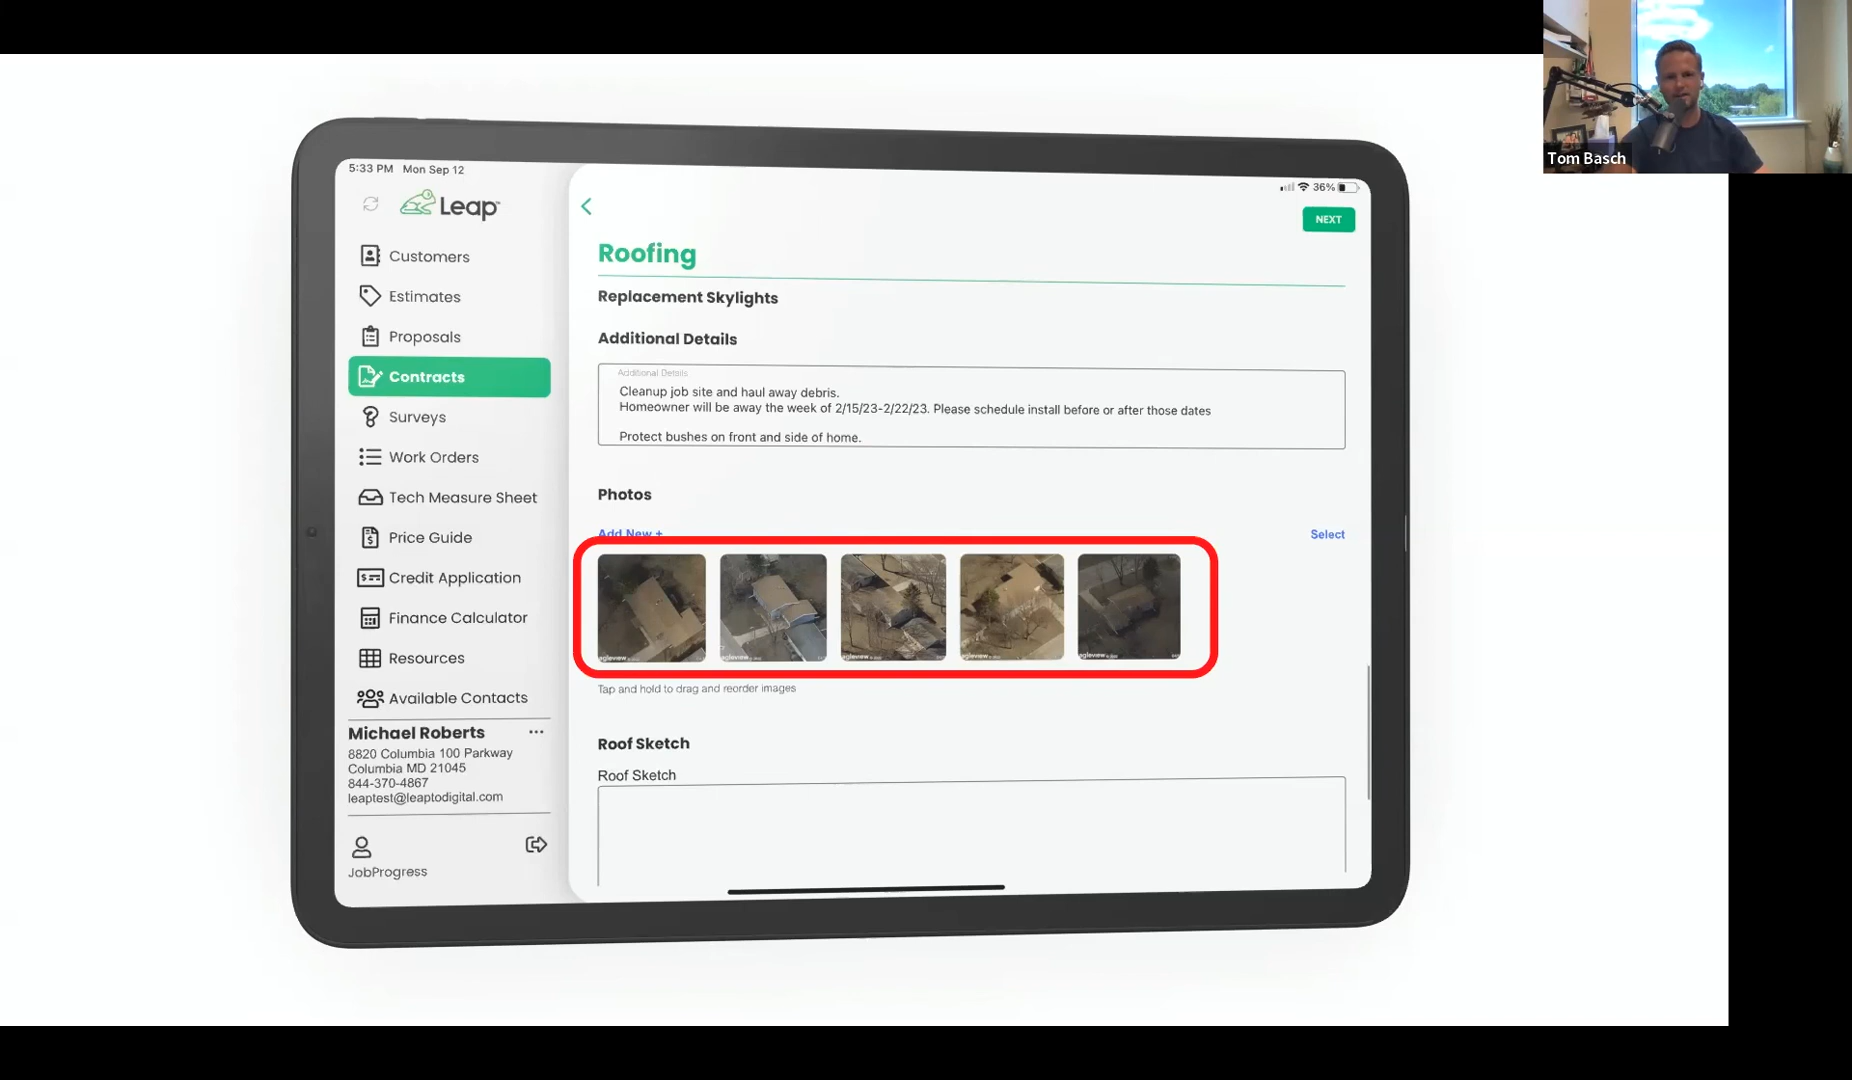 Tom Basch
5:33 PM Mon Sep 12
36%
Leap
Customers
Estimates
Proposals
Contracts
Surveys
Work Orders
Tech Measure Sheet
Price Guide
Credit Application
Finance Calculator
Resources
Available Contacts
Michael Roberts
8820 Columbia 100 Parkway
Columbia MD 21045
844-370-4867
leaptest@leaptodigital.com
JobProgress
NEXT
Roofing
Replacement Skylights
Additional Details
Additional Details
Cleanup job site and haul away debris.
Homeowner will be away the week of 2/15/23-2/22/23. Please schedule install before or after those dates
Protect bushes on front and side of home.
Photos
Add New +
Select
agleview
agleview
agleview
agleview
agleview
Tap and hold to drag and reorder images
Roof Sketch
Roof Sketch